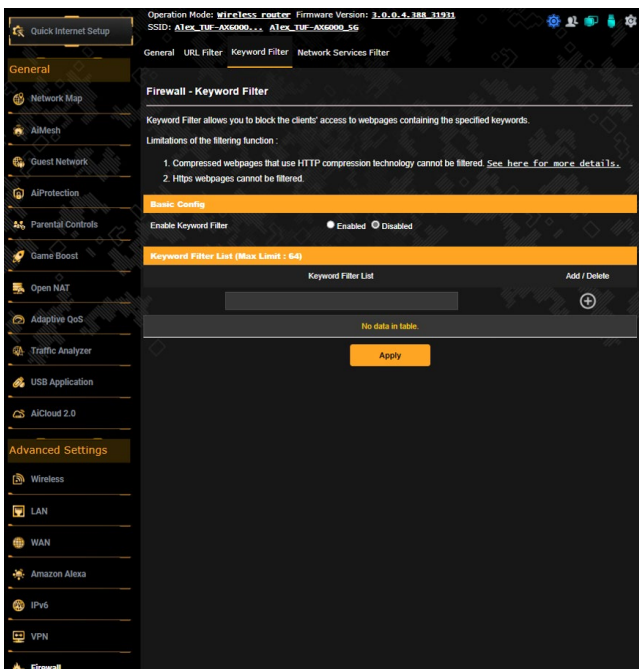 Quick Internet Setup
General
Network Map
AiMesh
Guest Network
AiProtection
Parental Controls
Game Boost
Open NAT
Adaptive QoS
Traffic Analyzer
USB Application
AiCloud 2.0
Advanced Settings
Wireless
LAN
WAN
Amazon Alexa
IPv6
VPN
Firewall
Operation Mode: Wireless router Firmware Version: 3.0.0.4.388_31931
SSID: Alex_TUF-AX6000... Alex_TUF-AX6000_5G
General URL Filter Keyword Filter Network Services Filter
Firewall - Keyword Filter
Keyword Filter allows you to block the clients' access to webpages containing the specified keywords.
Limitations of the filtering function :
1. Compressed webpages that use HTTP compression technology cannot be filtered. See here for more details.
2. Https webpages cannot be filtered.
Basic Config
Enable Keyword Filter Enabled Disabled
Keyword Filter List (Max Limit : 64)
Keyword Filter List Add / Delete
No data in table.
Apply